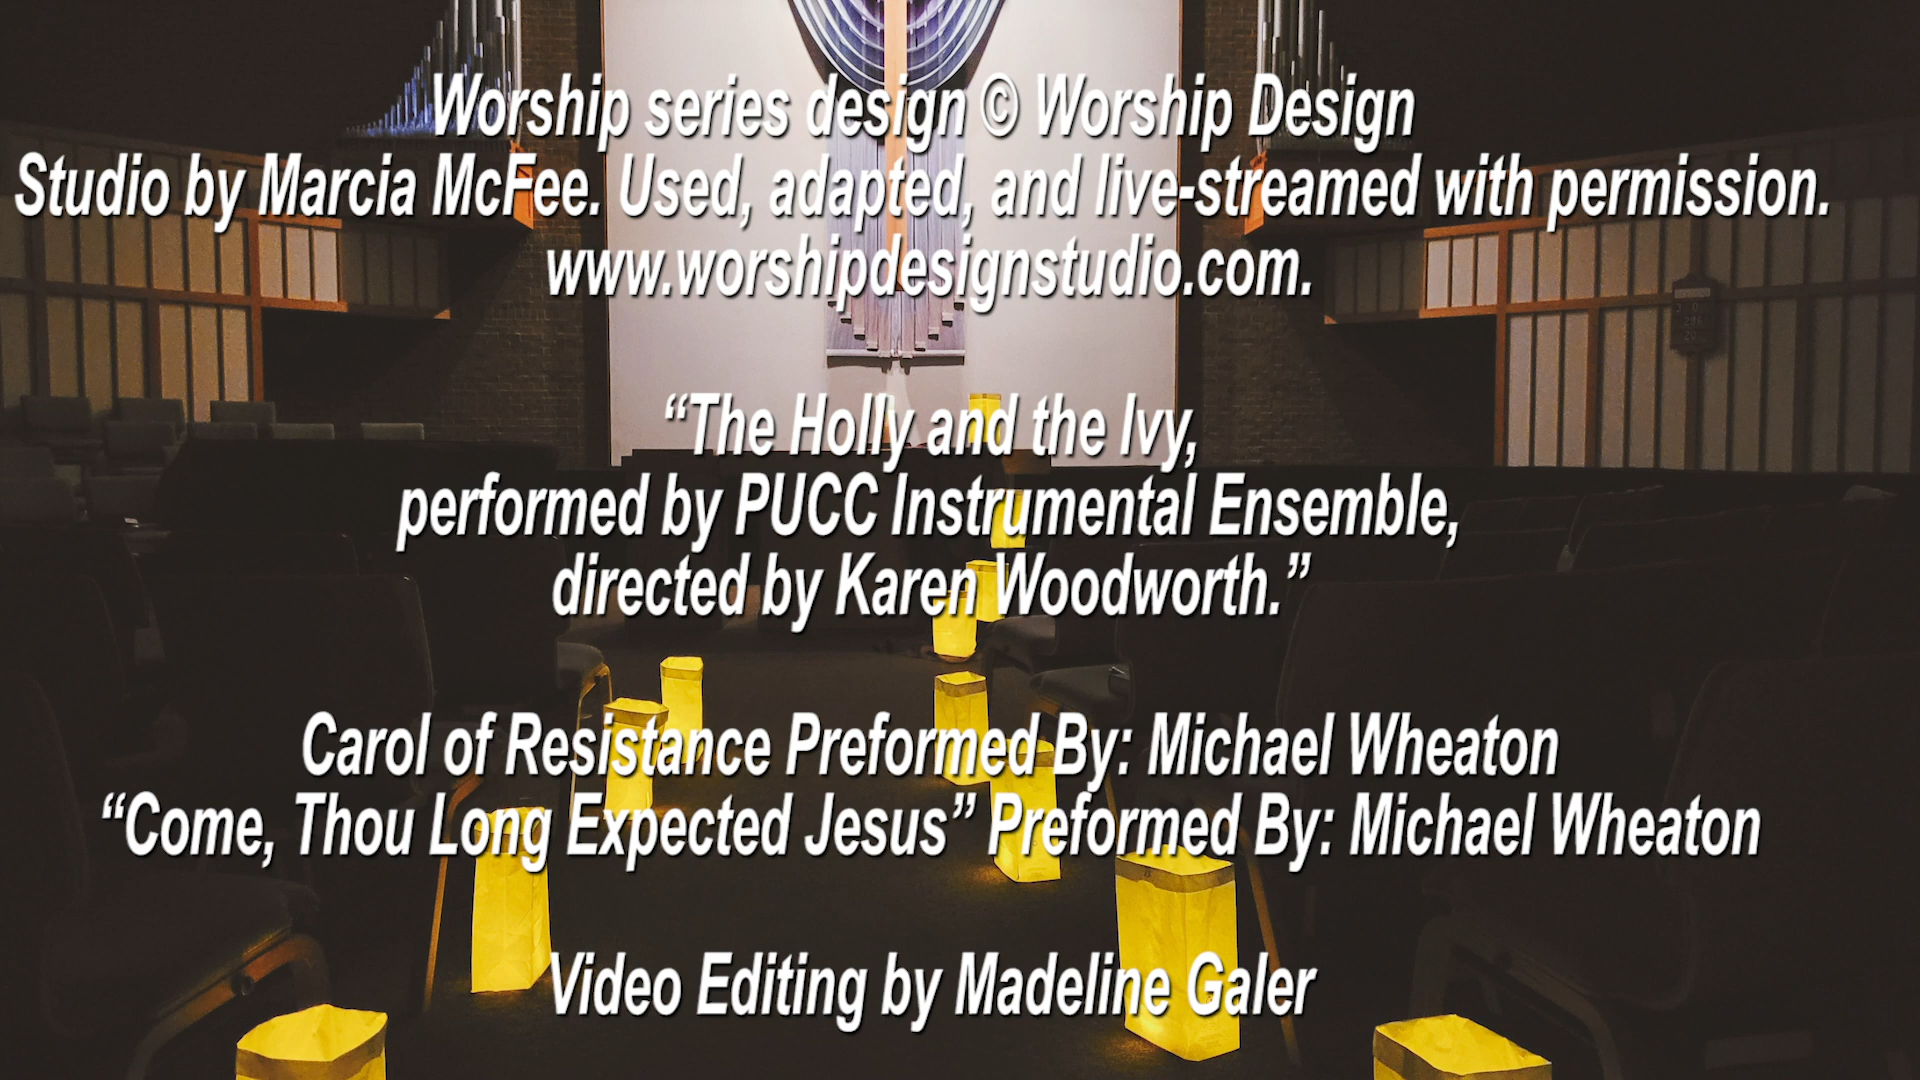 Worship series design © Worship Design
Studio by Marcia McFee. Used, adapted, and live-streamed with permission.
www.worshipdesignstudio.com.
“The Holly and the Ivy,
performed by PUCC Instrumental Ensemble,
directed by Karen Woodworth.”
Carol of Resistance Preformed By: Michael Wheaton
“Come, Thou Long Expected Jesus” Preformed By: Michael Wheaton
Video Editing by Madeline Galer